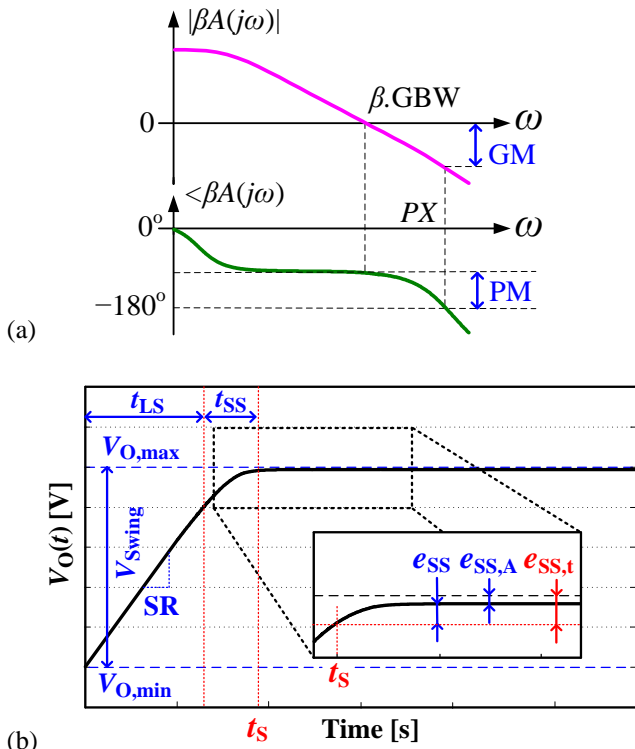 |βA(jω)|
β.GBW
0
ω
GM
<βA(jω)
0°
PX
ω
PM
−180°
(a)
tLS
tSS
VO,max
VO(t) [V]
VSwing
SR
eSS
eSS,A
eSS,t
tS
VO,min
tS
Time [s]
(b)